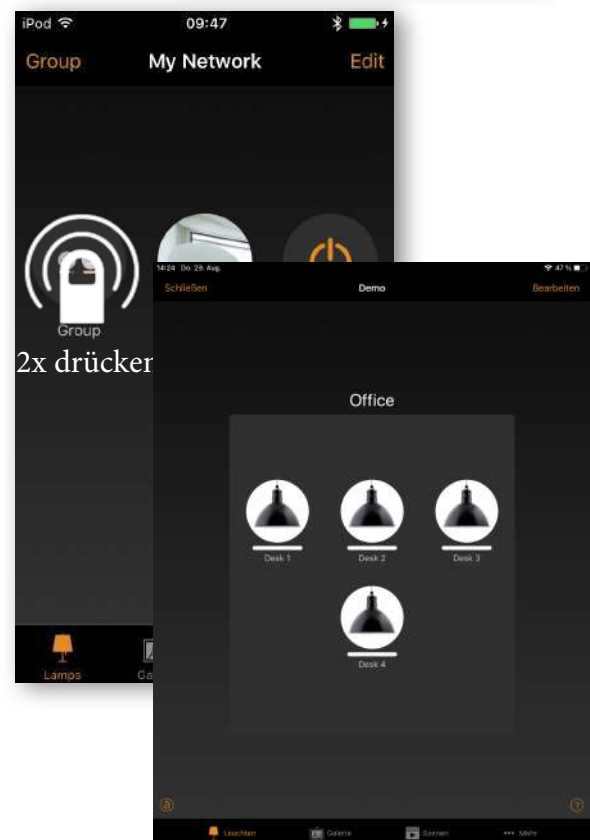 iPod 09:47
Group My Network Edit
Group
2x drücken
14:24 Do. 29. Aug. 47 %
Schließen Demo Bearbeiten
Office
Desk 1 Desk 2 Desk 3
Desk 4
Lamps
Leuchten Galerie Szenen Mehr